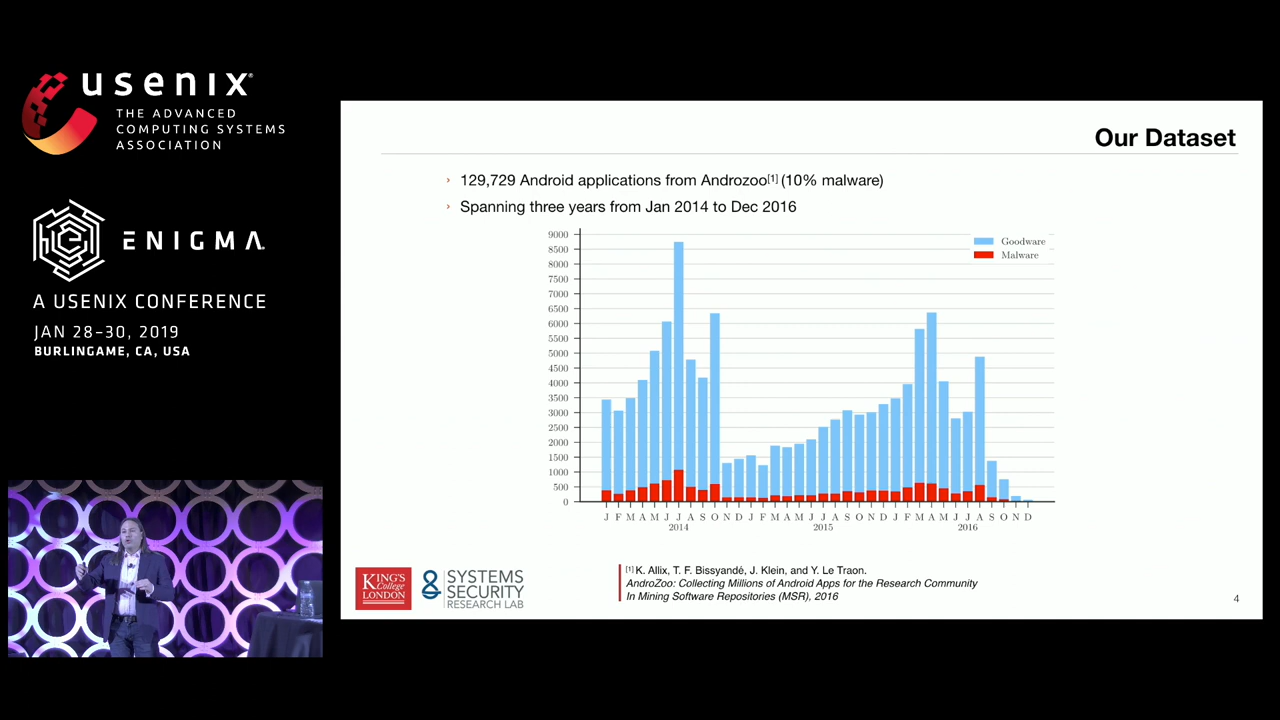 usenix®
THE ADVANCED
COMPUTING SYSTEMS
ASSOCIATION
ENIGMA
A USENIX CONFERENCE
JAN 28–30, 2019
BURLINGAME, CA, USA
Our Dataset
› 129,729 Android applications from Androzoo[1] (10% malware)
› Spanning three years from Jan 2014 to Dec 2016
9000
8500
8000
7500
7000
6500
6000
5500
5000
4500
4000
3500
3000
2500
2000
1500
1000
500
0
Goodware
Malware
J F M A M J J A S O N D J F M A M J J A S O N D J F M A M J J A S O N D
2014 2015 2016
KING'S
College
LONDON
SYSTEMS
SECURITY
RESEARCH LAB
[1] K. Allix, T. F. Bissyandé, J. Klein, and Y. Le Traon.
AndroZoo: Collecting Millions of Android Apps for the Research Community
In Mining Software Repositories (MSR), 2016
4